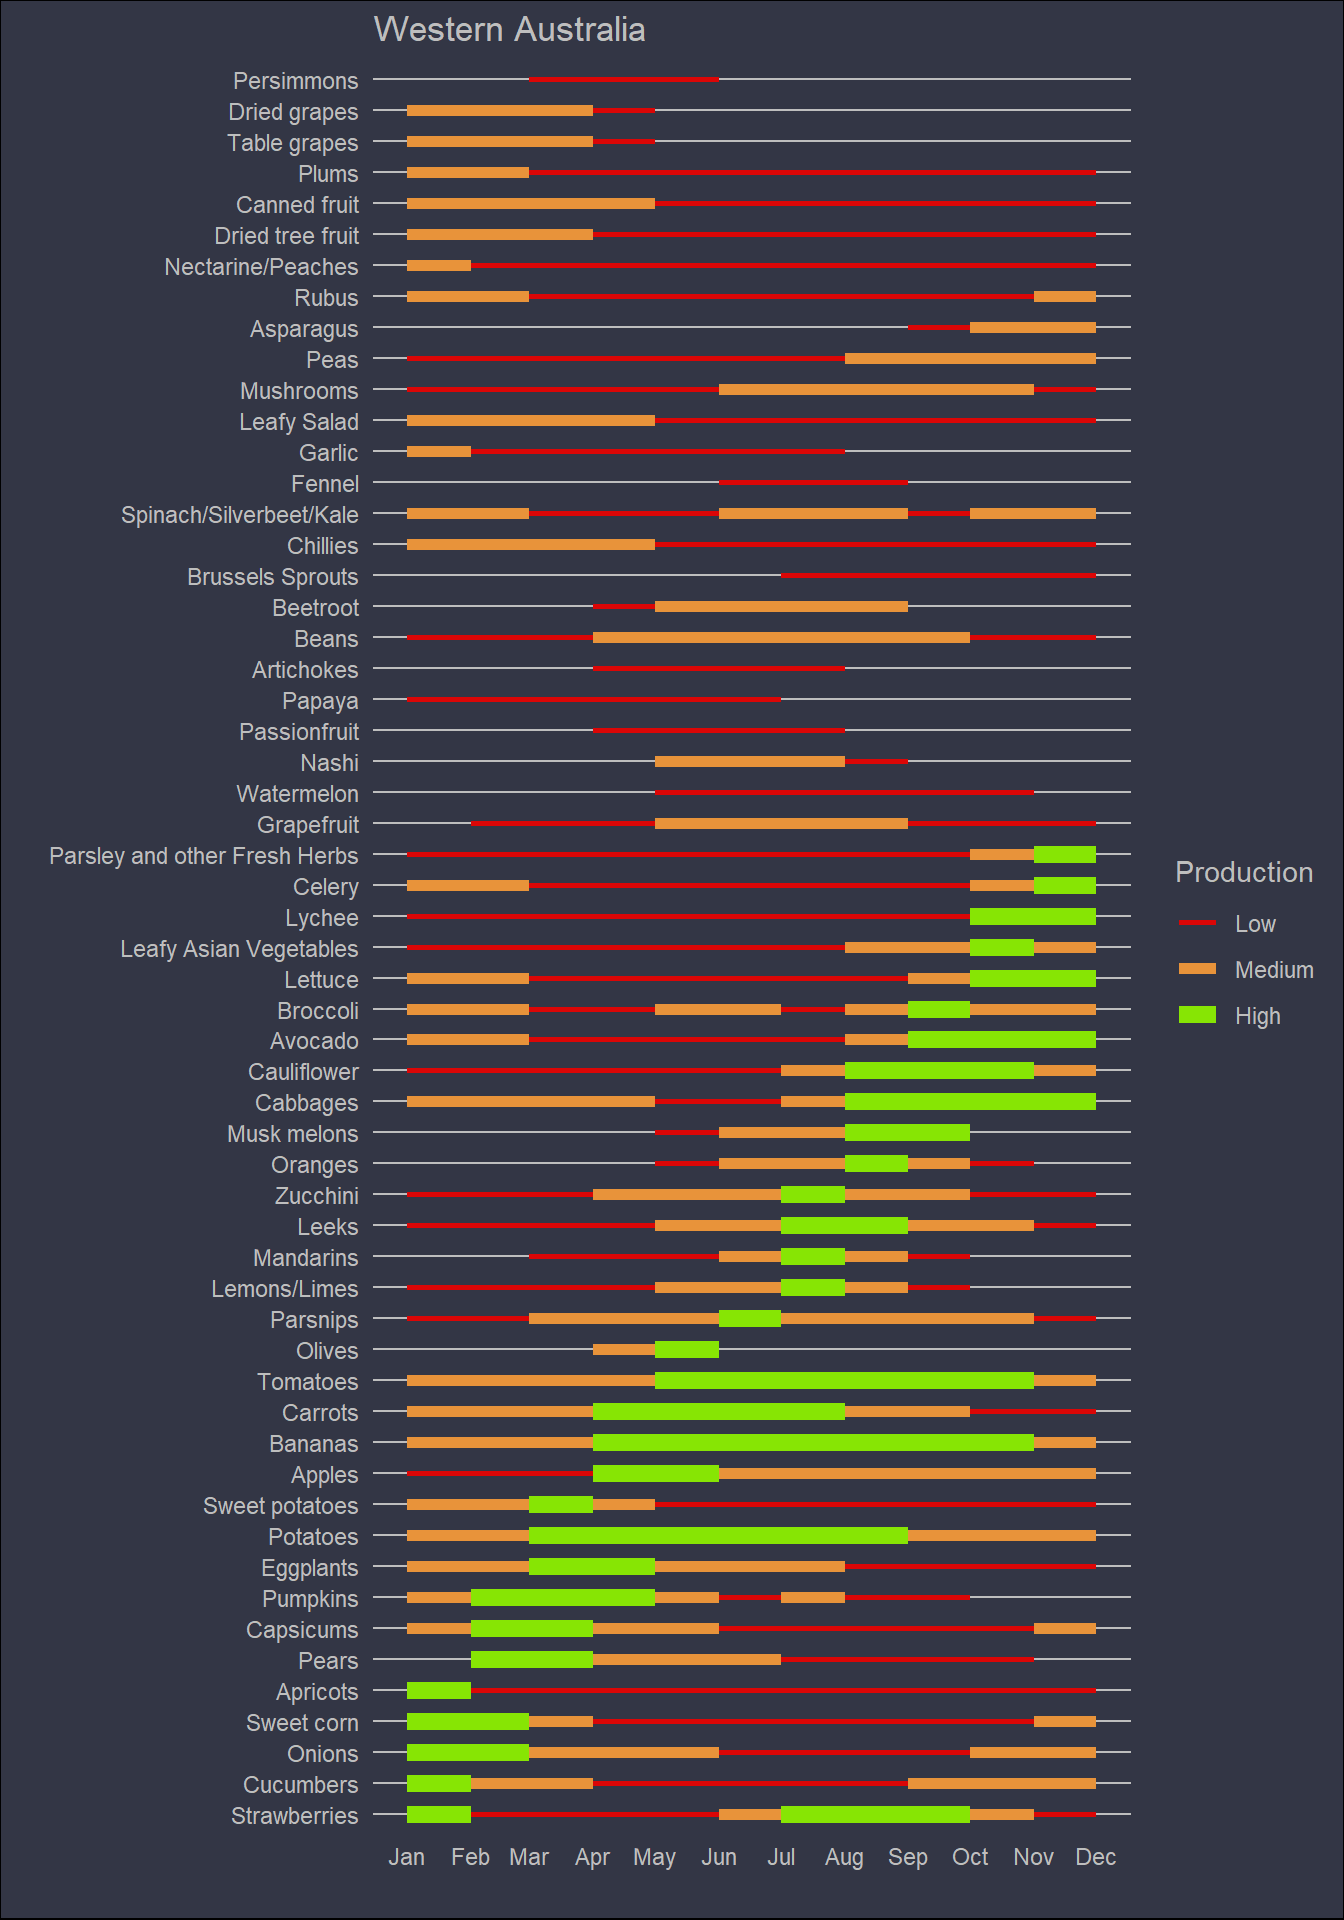 Western Australia
Persimmons
Dried grapes
Table grapes
Plums
Canned fruit
Dried tree fruit
Nectarine/Peaches
Rubus
Asparagus
Peas
Mushrooms
Leafy Salad
Garlic
Fennel
Spinach/Silverbeet/Kale
Chillies
Brussels Sprouts
Beetroot
Beans
Artichokes
Papaya
Passionfruit
Nashi
Watermelon
Grapefruit
Parsley and other Fresh Herbs
Celery
Lychee
Leafy Asian Vegetables
Lettuce
Broccoli
Avocado
Cauliflower
Cabbages
Musk melons
Oranges
Zucchini
Leeks
Mandarins
Lemons/Limes
Parsnips
Olives
Tomatoes
Carrots
Bananas
Apples
Sweet potatoes
Potatoes
Eggplants
Pumpkins
Capsicums
Pears
Apricots
Sweet corn
Onions
Cucumbers
Strawberries
Jan Feb Mar Apr May Jun Jul Aug Sep Oct Nov Dec
Production
Low
Medium
High